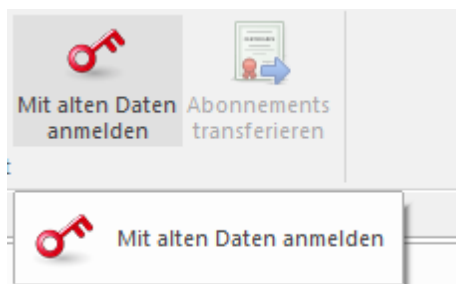 Mit alten Daten
anmelden
Abonnements
transferieren
t
Mit alten Daten anmelden